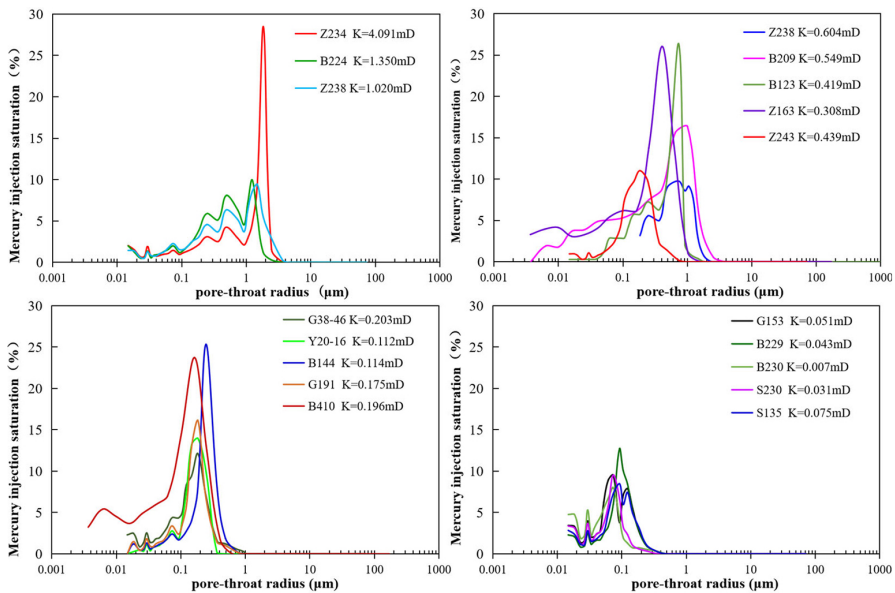 Mercury injection saturation (%)
30
25
20
15
10
5
0
Z234 K=4.091mD
B224 K=1.350mD
Z238 K=1.020mD
0.001 0.01 0.1 1 10 100 1000
pore-throat radius (μm)
Mercury injection saturation (%)
30
25
20
15
10
5
0
Z238 K=0.604mD
B209 K=0.549mD
B123 K=0.419mD
Z163 K=0.308mD
Z243 K=0.439mD
0.001 0.01 0.1 1 10 100 1000
pore-throat radius (μm)
Mercury injection saturation (%)
30
25
20
15
10
5
0
G38-46 K=0.203mD
Y20-16 K=0.112mD
B144 K=0.114mD
G191 K=0.175mD
B410 K=0.196mD
0.001 0.01 0.1 1 10 100 1000
pore-throat radius (μm)
Mercury injection saturation (%)
30
25
20
15
10
5
0
G153 K=0.051mD
B229 K=0.043mD
B230 K=0.007mD
S230 K=0.031mD
S135 K=0.075mD
0.001 0.01 0.1 1 10 100 1000
pore-throat radius (μm)